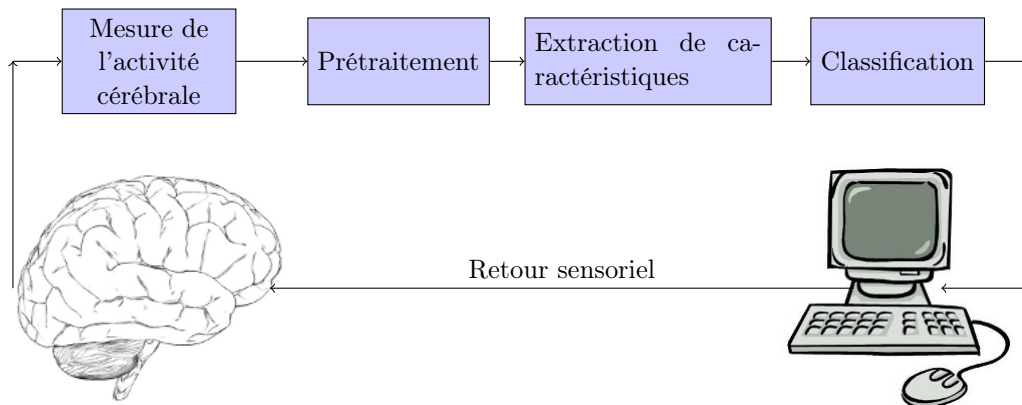 Mesure de
l'activité
cérébrale
Prétraitement
Extraction de ca-
ractéristiques
Classification
Retour sensoriel